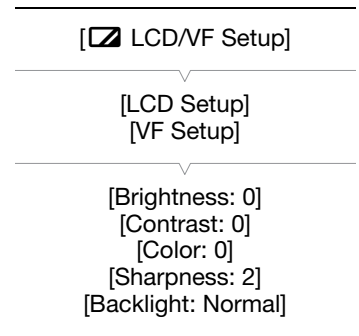 [ LCD/VF Setup]
[LCD Setup]
[VF Setup]
[Brightness: 0]
[Contrast: 0]
[Color: 0]
[Sharpness: 2]
[Backlight: Normal]